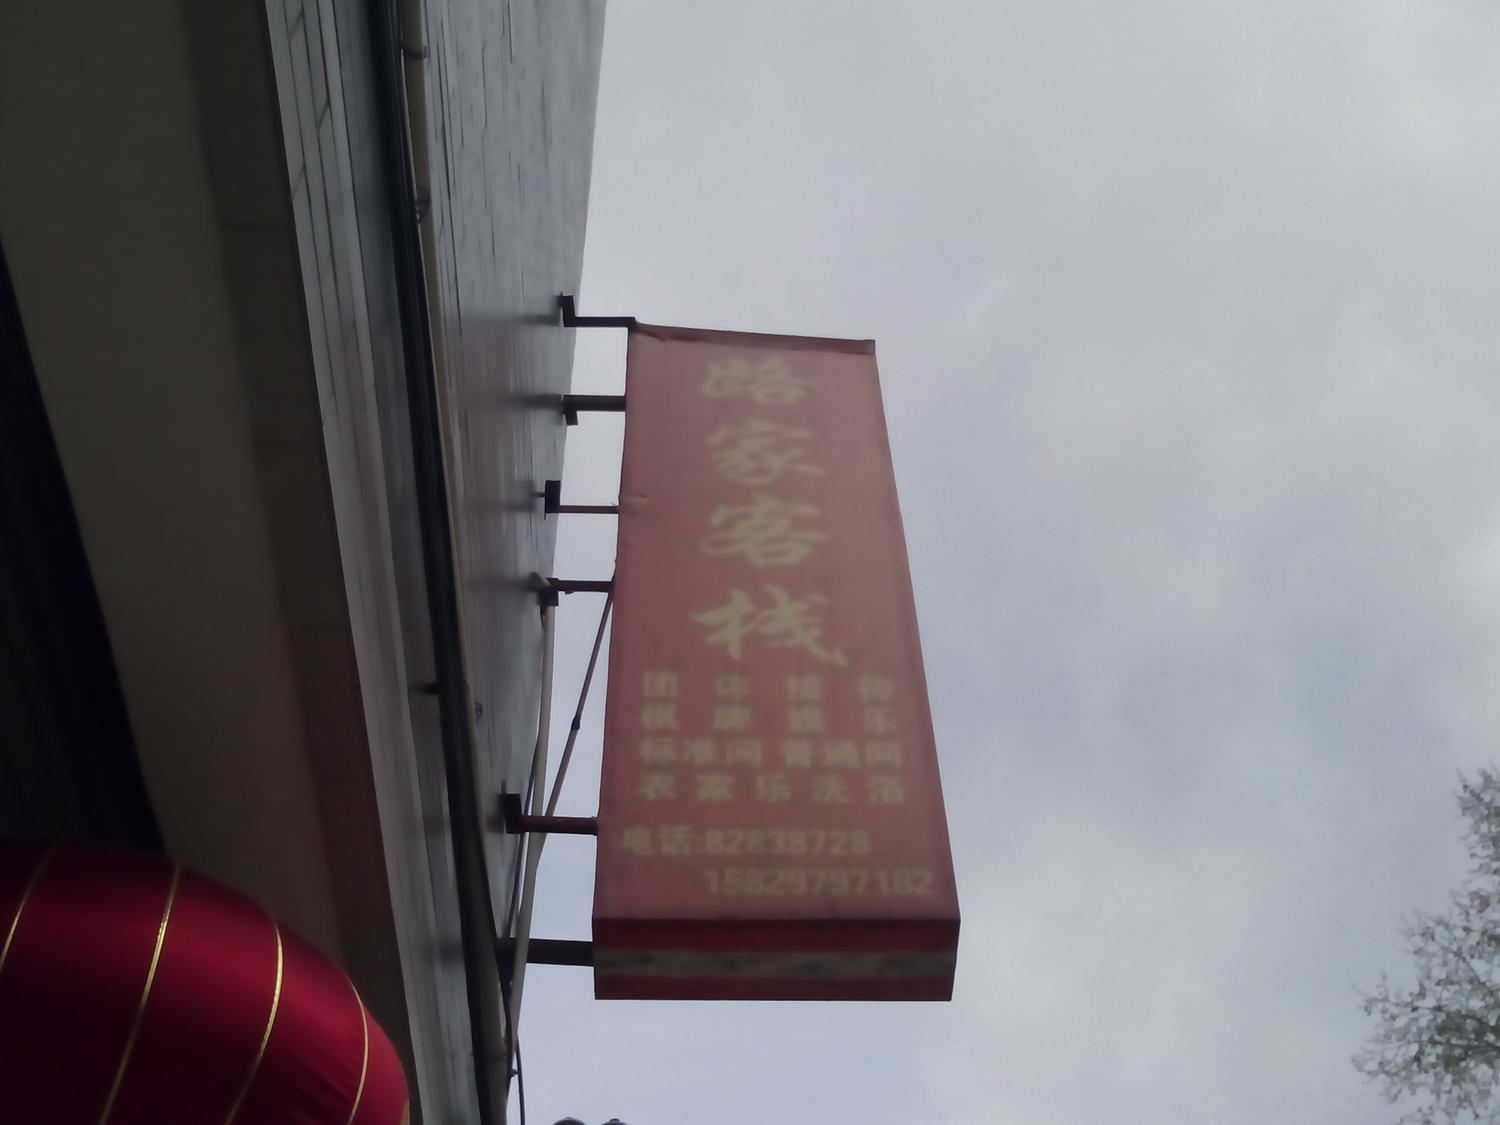 路家客栈
团体接待
棋牌娱乐
标准间 普通间
农家乐洗浴
电话:82838728
15829797182